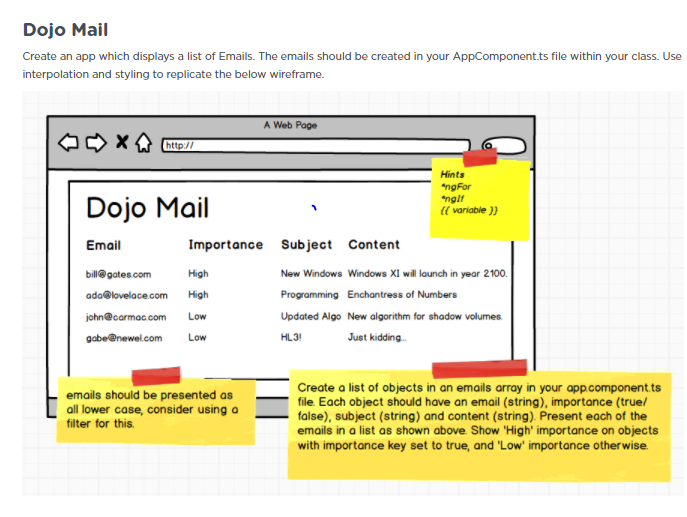 Dojo Mail
Create an app which displays a list of Emails. The emails should be created in your AppComponent.ts file within your class. Use
interpolation and styling to replicate the below wireframe.
A Web Page
http://
Hints
*ngFor
*ngIf
{{ variable }}
Dojo Mail
Email Importance Subject Content
bill@gates.com High New Windows Windows XI will launch in year 2100.
ada@lovelace.com High Programming Enchantress of Numbers
john@carmac.com Low Updated Algo New algorithm for shadow volumes.
gabe@newel.com Low HL3! Just kidding...
emails should be presented as
all lower case, consider using a
filter for this.
Create a list of objects in an emails array in your app.component.ts
file. Each object should have an email (string), importance (true/
false), subject (string) and content (string). Present each of the
emails in a list as shown above. Show 'High' importance on objects
with importance key set to true, and 'Low' importance otherwise.